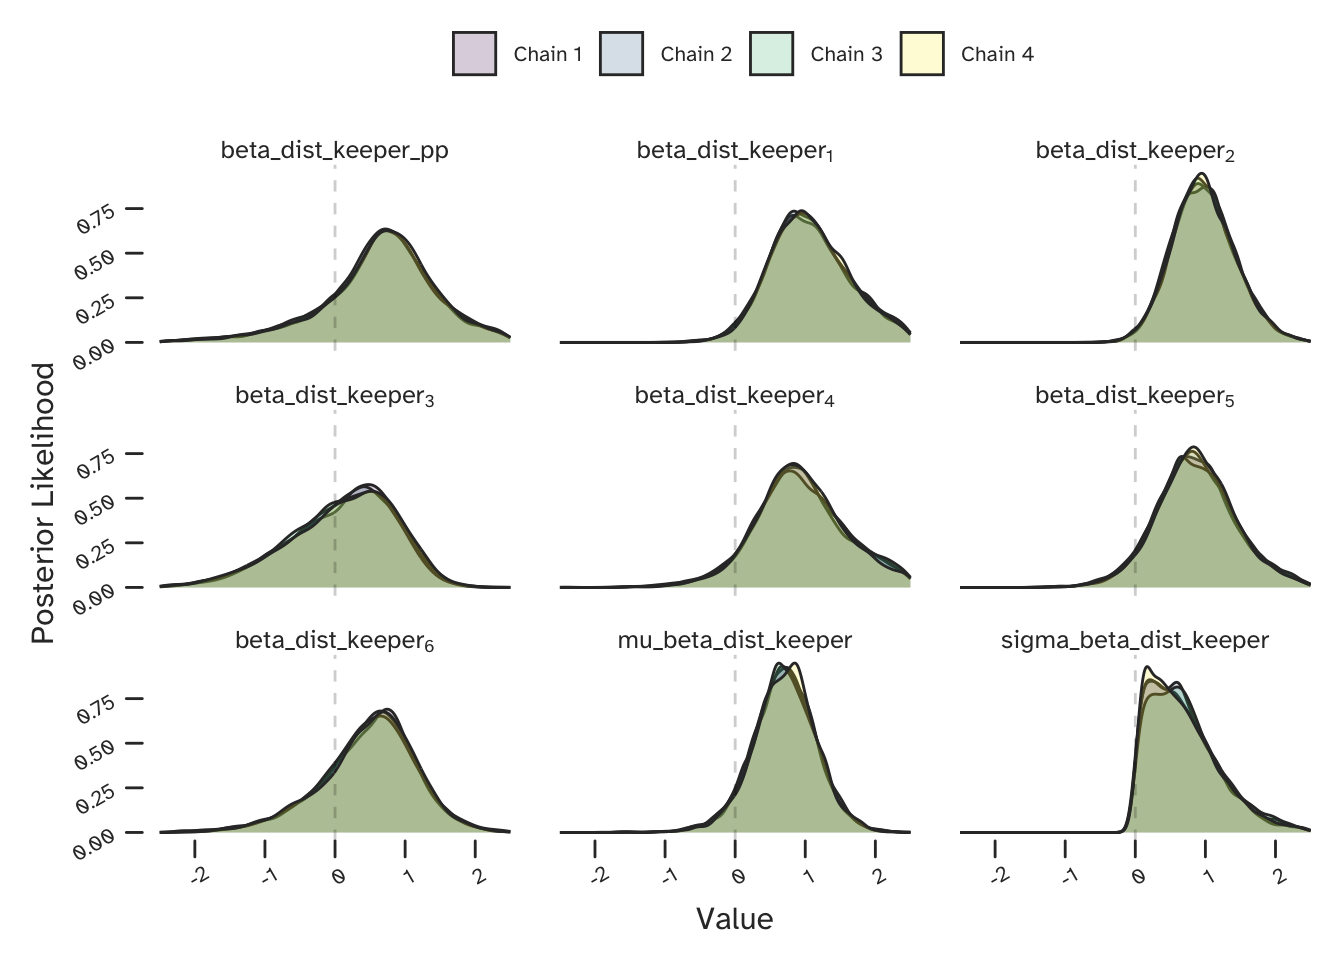 Chain 1 Chain 2 Chain 3 Chain 4
beta_dist_keeper_pp beta_dist_keeper₁ beta_dist_keeper₂
0.75
0.50
0.25
0.00
beta_dist_keeper₃ beta_dist_keeper₄ beta_dist_keeper₅
0.75
0.50
0.25
0.00
beta_dist_keeper₆ mu_beta_dist_keeper sigma_beta_dist_keeper
0.75
0.50
0.25
0.00
-2 -1 0 1 2 -2 -1 0 1 2 -2 -1 0 1 2
Value
Posterior Likelihood